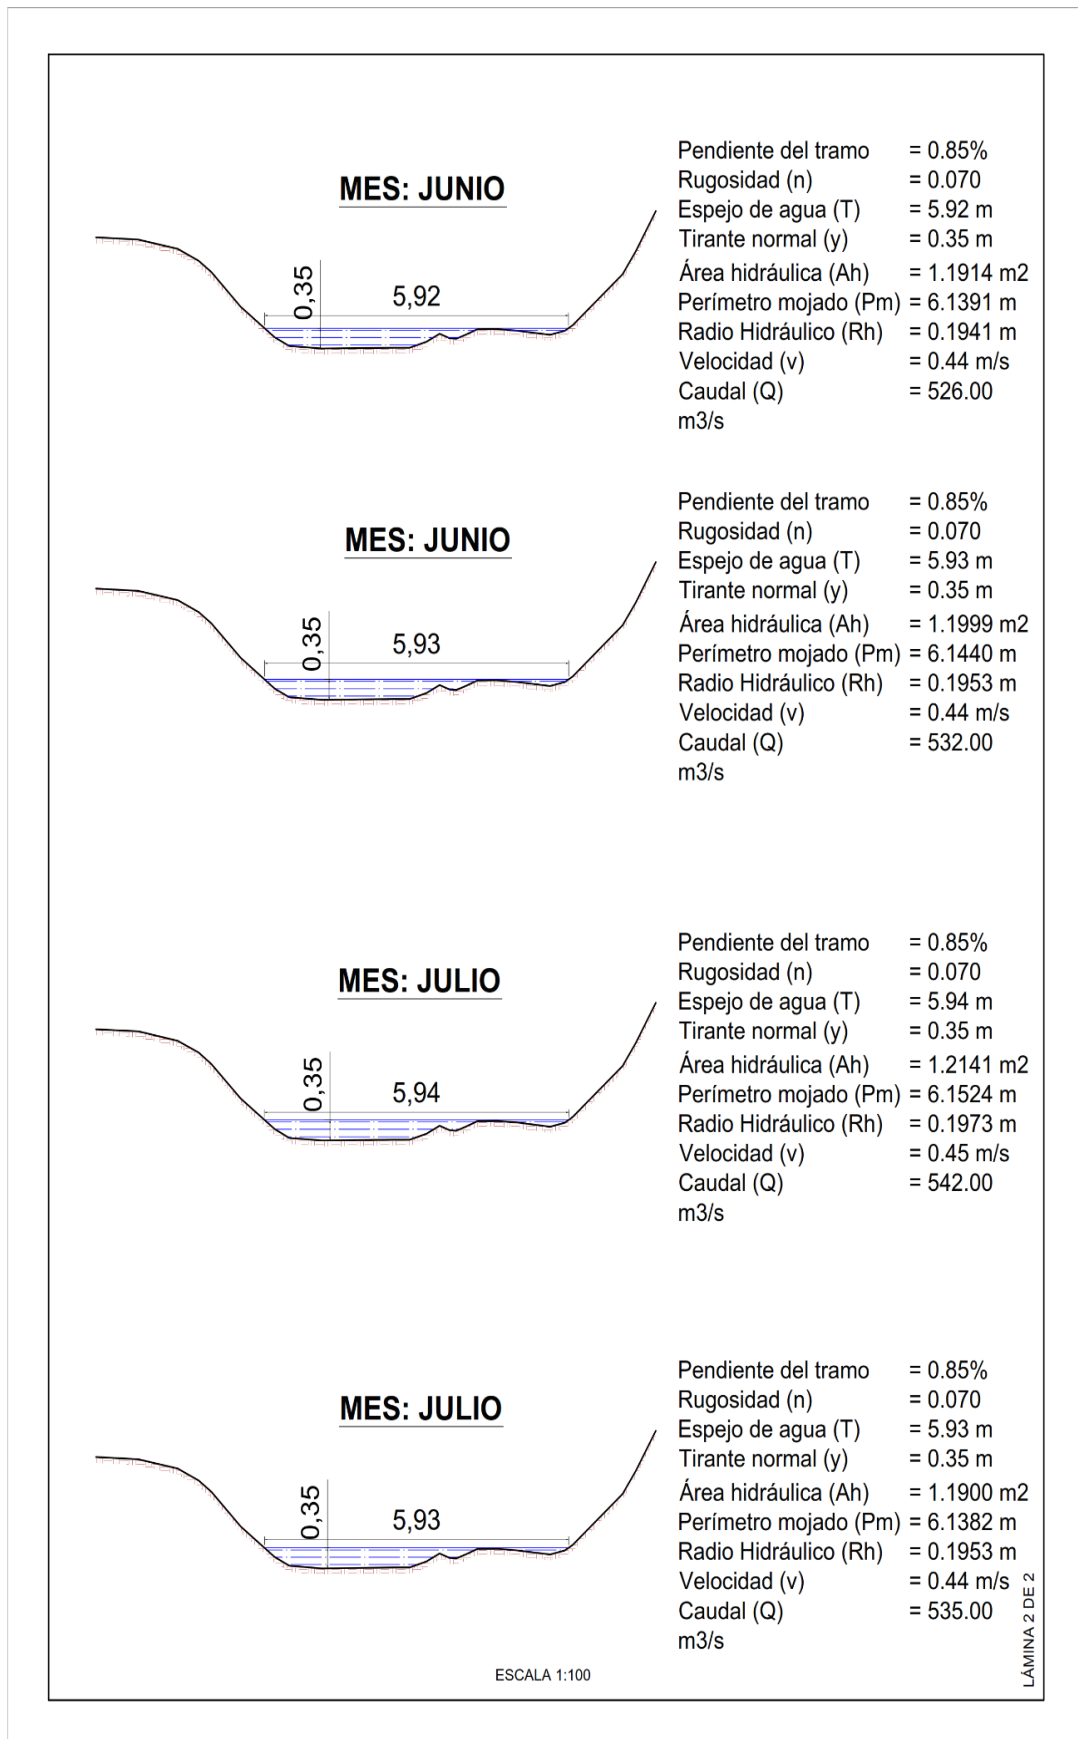 MES: JUNIO
0,35
5,92
Pendiente del tramo = 0.85%
Rugosidad (n) = 0.070
Espejo de agua (T) = 5.92 m
Tirante normal (y) = 0.35 m
Área hidráulica (Ah) = 1.1914 m2
Perímetro mojado (Pm) = 6.1391 m
Radio Hidráulico (Rh) = 0.1941 m
Velocidad (v) = 0.44 m/s
Caudal (Q) = 526.00
m3/s
MES: JUNIO
0,35
5,93
Pendiente del tramo = 0.85%
Rugosidad (n) = 0.070
Espejo de agua (T) = 5.93 m
Tirante normal (y) = 0.35 m
Área hidráulica (Ah) = 1.1999 m2
Perímetro mojado (Pm) = 6.1440 m
Radio Hidráulico (Rh) = 0.1953 m
Velocidad (v) = 0.44 m/s
Caudal (Q) = 532.00
m3/s
MES: JULIO
0,35
5,94
Pendiente del tramo = 0.85%
Rugosidad (n) = 0.070
Espejo de agua (T) = 5.94 m
Tirante normal (y) = 0.35 m
Área hidráulica (Ah) = 1.2141 m2
Perímetro mojado (Pm) = 6.1524 m
Radio Hidráulico (Rh) = 0.1973 m
Velocidad (v) = 0.45 m/s
Caudal (Q) = 542.00
m3/s
MES: JULIO
0,35
5,93
Pendiente del tramo = 0.85%
Rugosidad (n) = 0.070
Espejo de agua (T) = 5.93 m
Tirante normal (y) = 0.35 m
Área hidráulica (Ah) = 1.1900 m2
Perímetro mojado (Pm) = 6.1382 m
Radio Hidráulico (Rh) = 0.1953 m
Velocidad (v) = 0.44 m/s
Caudal (Q) = 535.00
m3/s
ESCALA 1:100
LÁMINA 2 DE 2